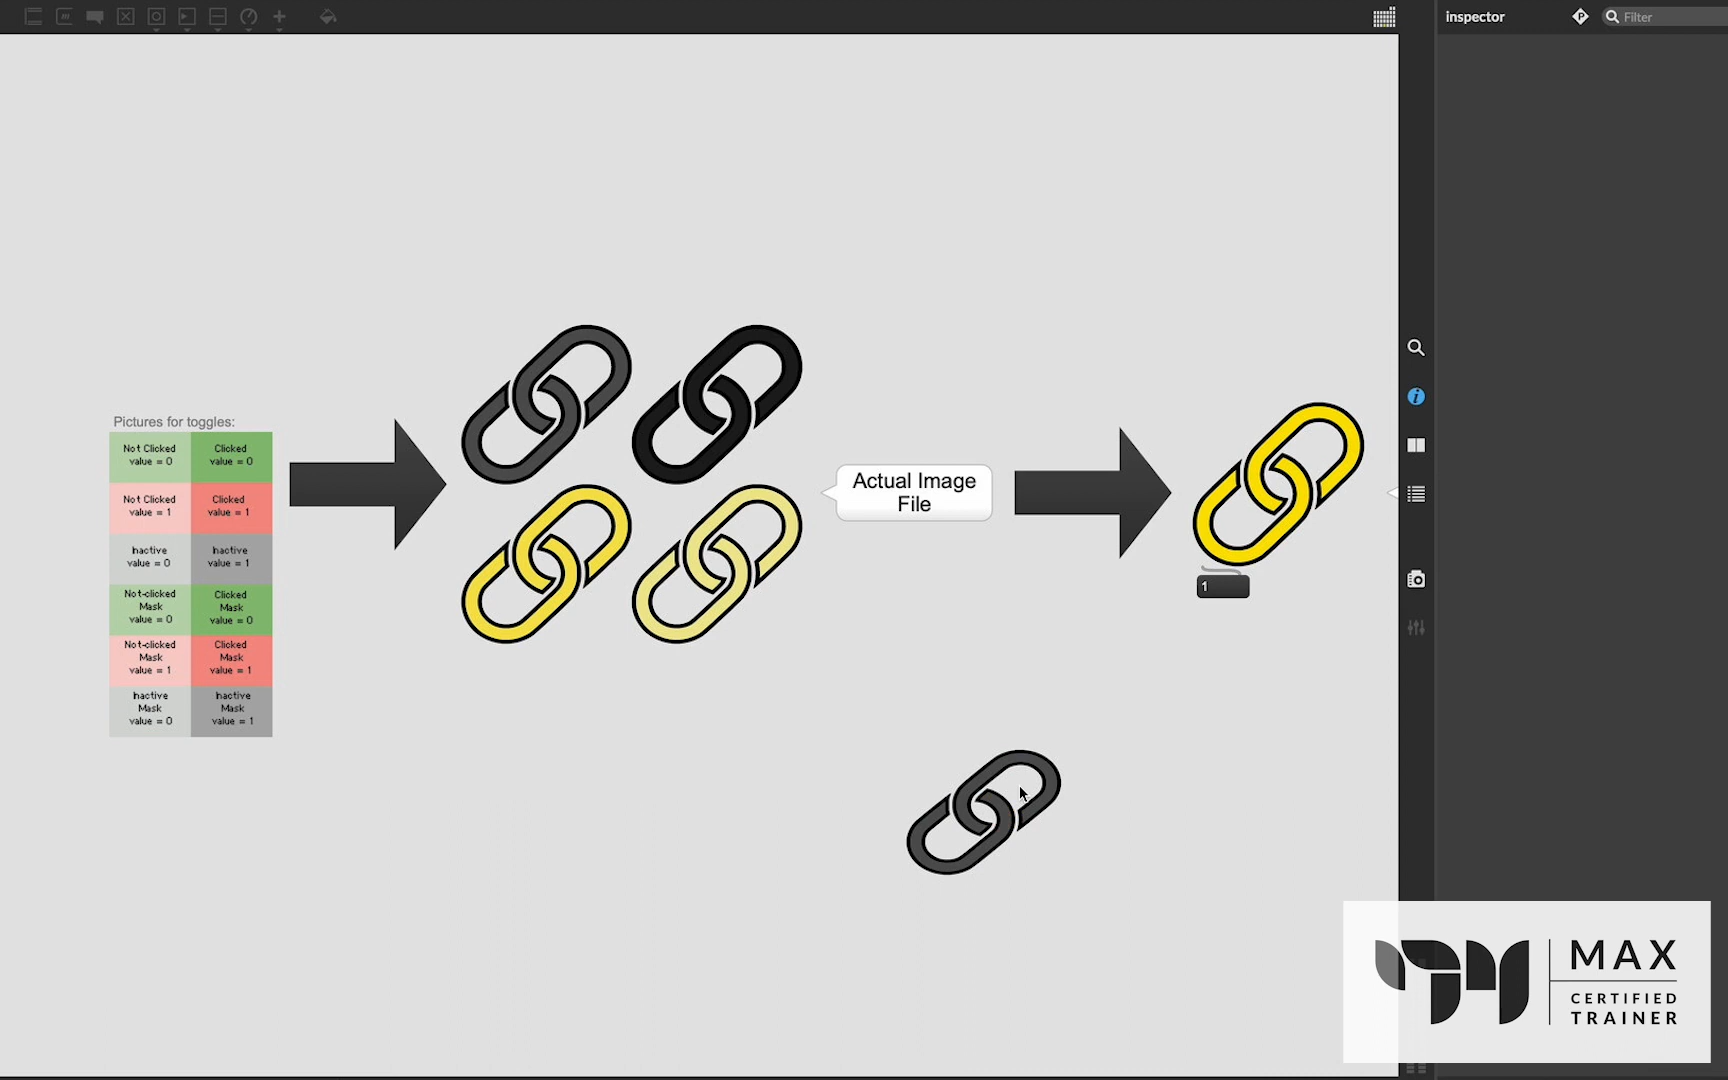 inspector
Filter
Pictures for toggles:
Not Clicked
value = 0
Clicked
value = 0
Not Clicked
value = 1
Clicked
value = 1
Inactive
value = 0
Inactive
value = 1
Not-clicked
Mask
value = 0
Clicked
Mask
value = 0
Not-clicked
Mask
value = 1
Clicked
Mask
value = 1
Inactive
Mask
value = 0
Inactive
Mask
value = 1
Actual Image
File
1
MAX
CERTIFIED
TRAINER